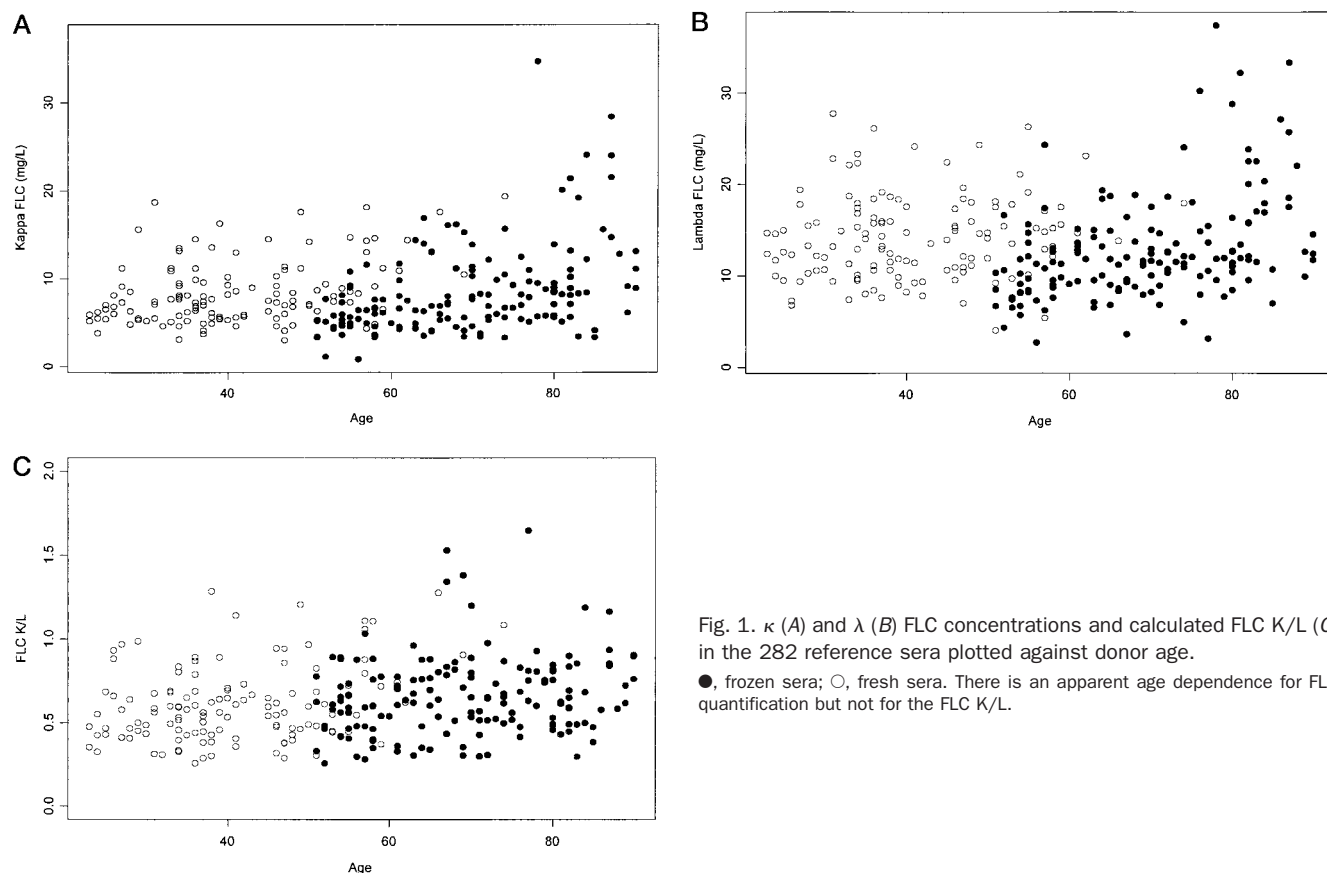 A
Kappa FLC (mg/L)
30
20
10
0
40
60
80
Age
B
Lambda FLC (mg/L)
30
20
10
0
40
60
80
Age
C
FLC K/L
2.0
1.5
1.0
0.5
0.0
40
60
80
Age
Fig. 1. κ (A) and λ (B) FLC concentrations and calculated FLC K/L (C
in the 282 reference sera plotted against donor age.
●, frozen sera; ○, fresh sera. There is an apparent age dependence for FL
quantification but not for the FLC K/L.